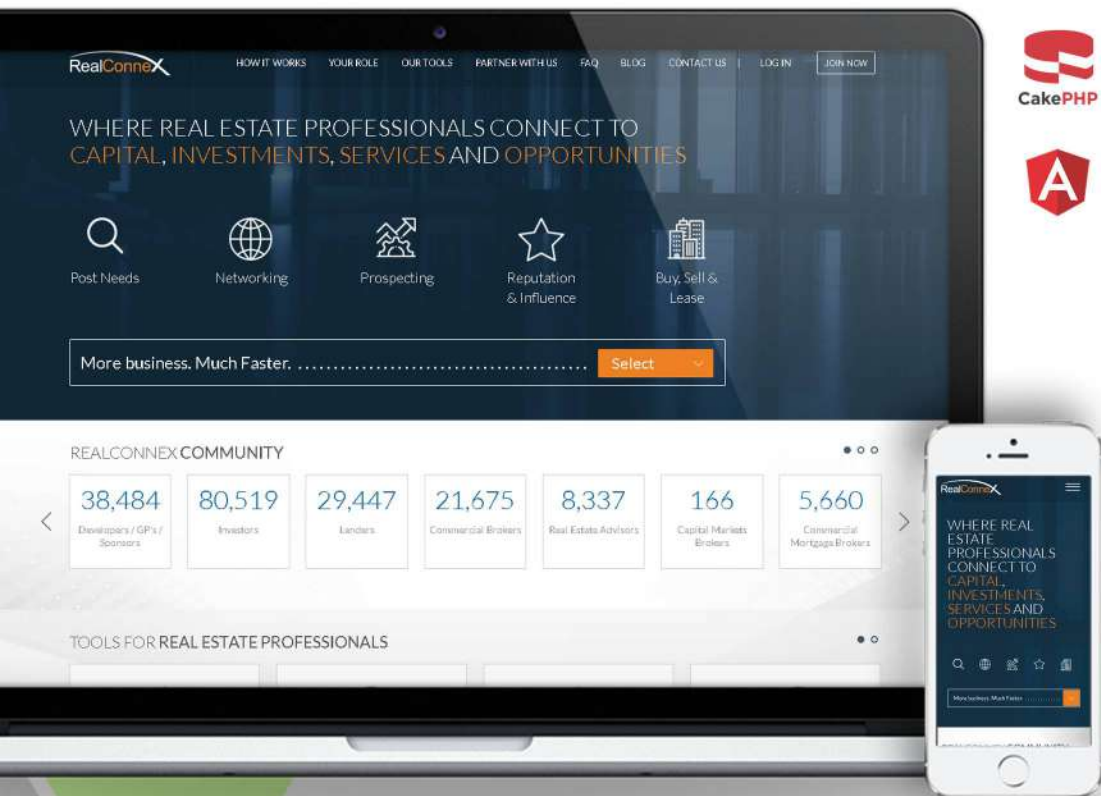 RealConneX
HOW IT WORKS YOUR ROLE OUR TOOLS PARTNER WITH US FAQ BLOG CONTACT US | LOG IN JOIN NOW
WHERE REAL ESTATE PROFESSIONALS CONNECT TO
CAPITAL, INVESTMENTS, SERVICES AND OPPORTUNITIES
Post Needs
Networking
Prospecting
Reputation
& Influence
Buy, Sell &
Lease
More business. Much Faster. Select
REALCONNEX COMMUNITY
38,484
Developers / GP's /
Sponsors
80,519
Investors
29,447
Lenders
21,675
Commercial Brokers
8,337
Real Estate Advisors
166
Capital Markets
Brokers
5,660
Commercial
Mortgage Brokers
TOOLS FOR REAL ESTATE PROFESSIONALS
CakePHP
A
RealConneX
WHERE REAL
ESTATE
PROFESSIONALS
CONNECT TO
CAPITAL,
INVESTMENTS,
SERVICES AND
OPPORTUNITIES
More business. Much Faster.